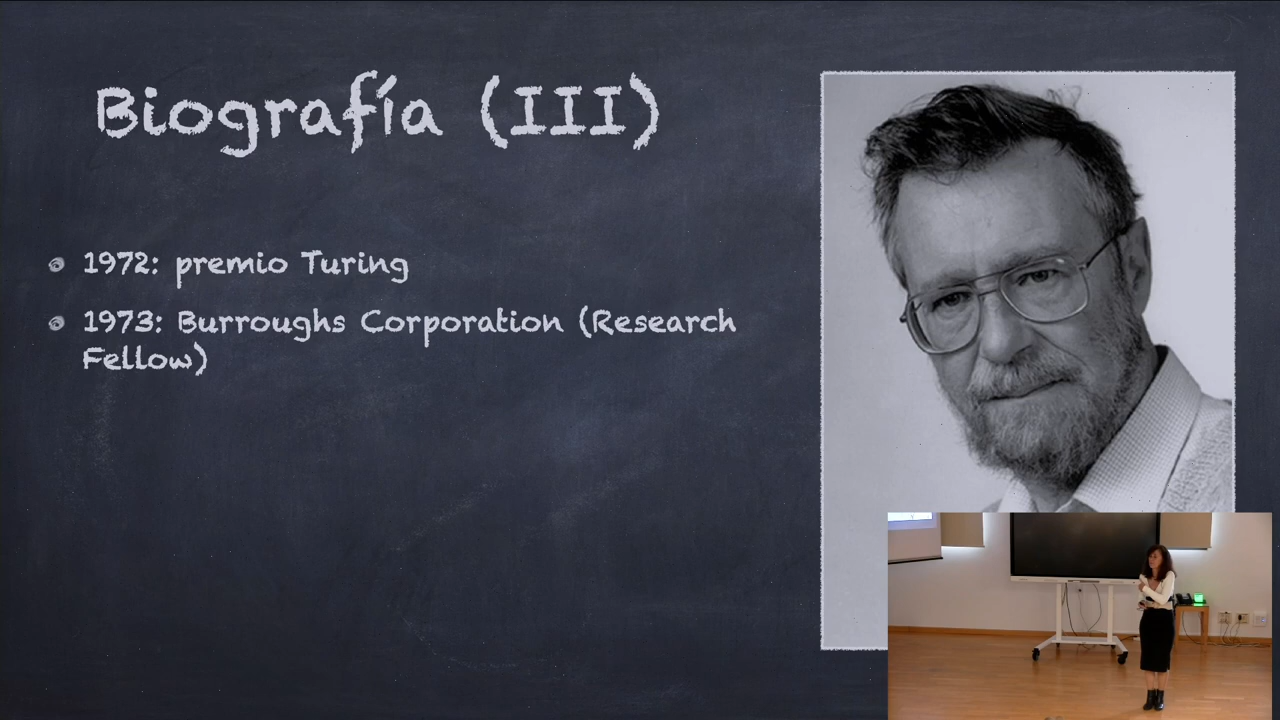 Biografía (III)
1972: premio Turing
1973: Burroughs Corporation (Research
Fellow)